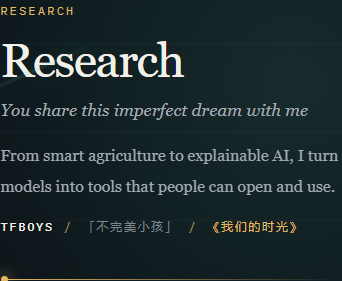 RESEARCH
Research
You share this imperfect dream with me
From smart agriculture to explainable AI, I turn
models into tools that people can open and use.
TFBOYS / 「不完美小孩」 / 《我们的时光》